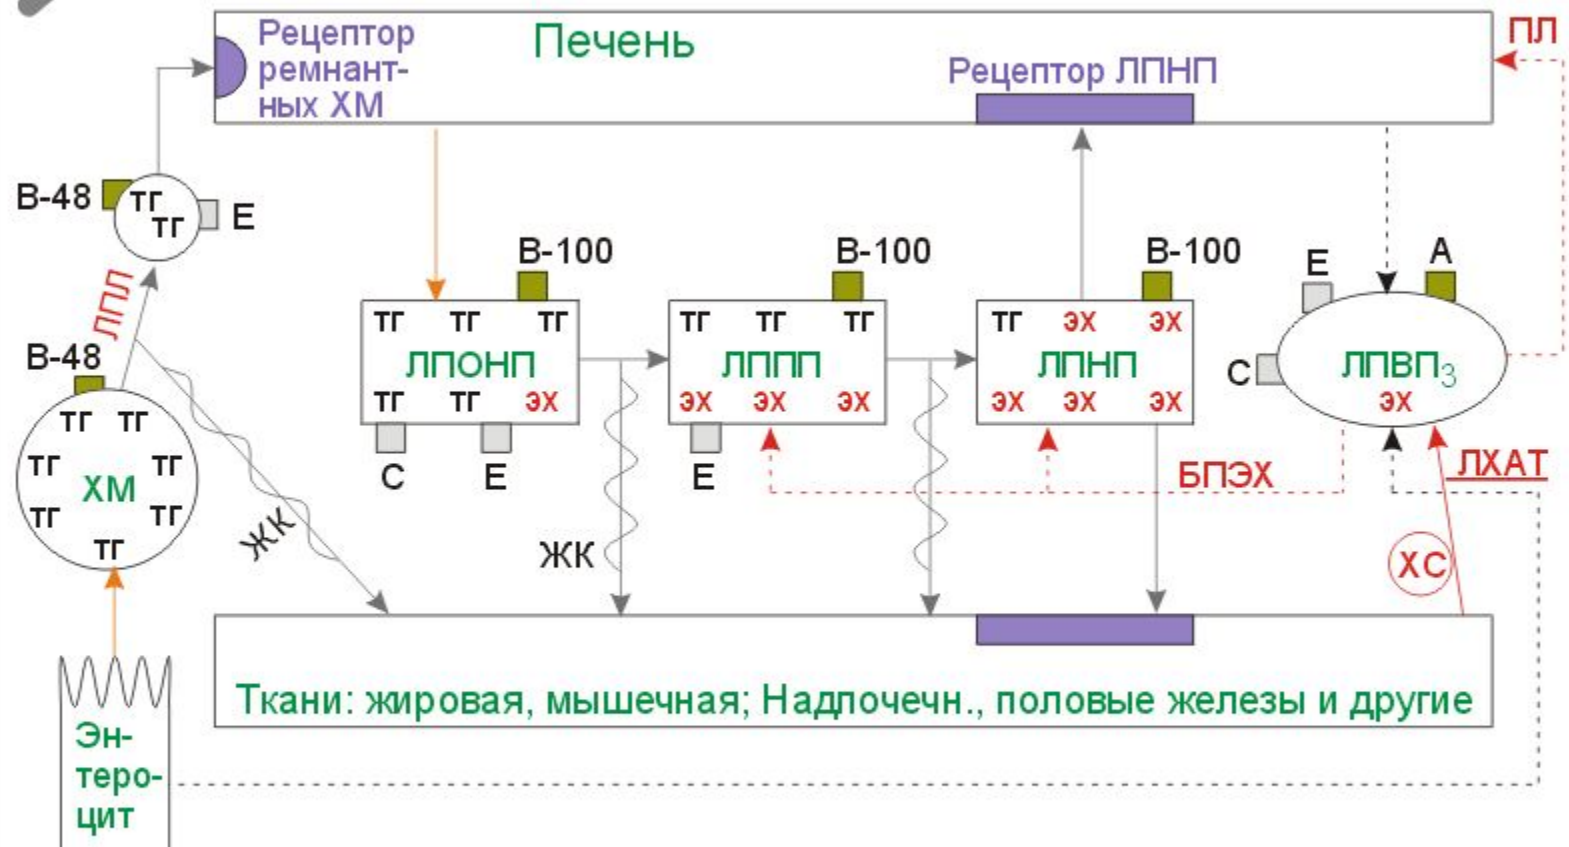 Рецептор
ремнант-
ных ХМ
Печень
Рецептор ЛПНП
ПЛ
В-48
ТГ
ТГ
Е
ЛПЛ
В-48
ТГ ТГ
ТГ ТГ
ХМ
ТГ ТГ
ТГ
ЖК
В-100
ТГ ТГ ТГ
ЛПОНП
ТГ ТГ ЭХ
С Е
ЖК
В-100
ТГ ТГ ТГ
ЛППП
ЭХ ЭХ ЭХ
Е
В-100
ТГ ЭХ ЭХ
ЛПНП
ЭХ ЭХ ЭХ
БПЭХ
Е А
С
ЛПВП3
ЭХ
ЛХАТ
ХС
Ткани: жировая, мышечная; Надпочечн., половые железы и другие
Эн-
теро-
цит